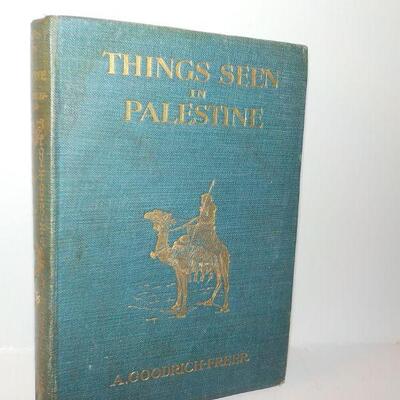 THINGS SEEN
IN
PALESTINE
A. GOODRICH-FREER